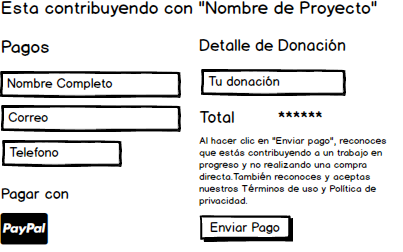 Esta contribuyendo con "Nombre de Proyecto"
Pagos
Nombre Completo
Correo
Telefono
Pagar con
PayPal
Detalle de Donación
Tu donación
Total ******
Al hacer clic en "Enviar pago", reconoces
que estás contribuyendo a un trabajo en
progreso y no realizando una compra
directa.También reconoces y aceptas
nuestros Términos de uso y Política de
privacidad.
Enviar Pago